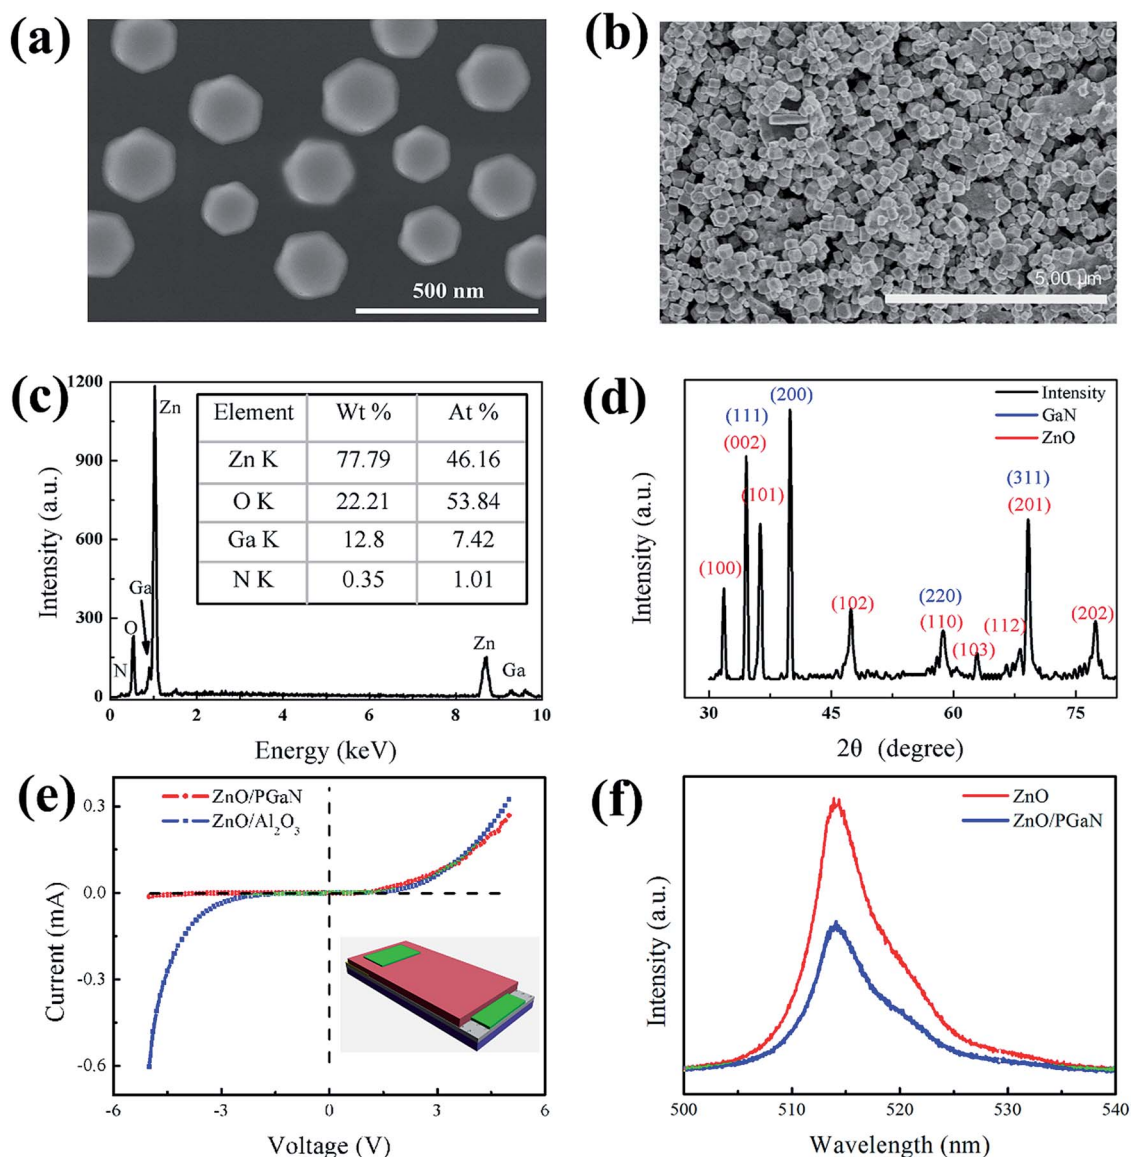 (a)
500 nm
(b)
5.00 µm
(c)
1200
900
600
300
0
Intensity (a.u.)
Zn
Ga
O
N
Zn
Ga
Element Wt % At %
Zn K 77.79 46.16
O K 22.21 53.84
Ga K 12.8 7.42
N K 0.35 1.01
0 2 4 6 8 10
Energy (keV)
(d)
Intensity
GaN
ZnO
Intensity (a.u.)
(100)
(111)
(002)
(101)
(200)
(102)
(220)
(110)
(103)
(112)
(311)
(201)
(202)
30 45 60 75
2θ (degree)
(e)
ZnO/PGaN
ZnO/Al₂O₃
0.3
0.0
-0.3
-0.6
Current (mA)
-6 -3 0 3 6
Voltage (V)
(f)
ZnO
ZnO/PGaN
Intensity (a.u.)
500 510 520 530 540
Wavelength (nm)